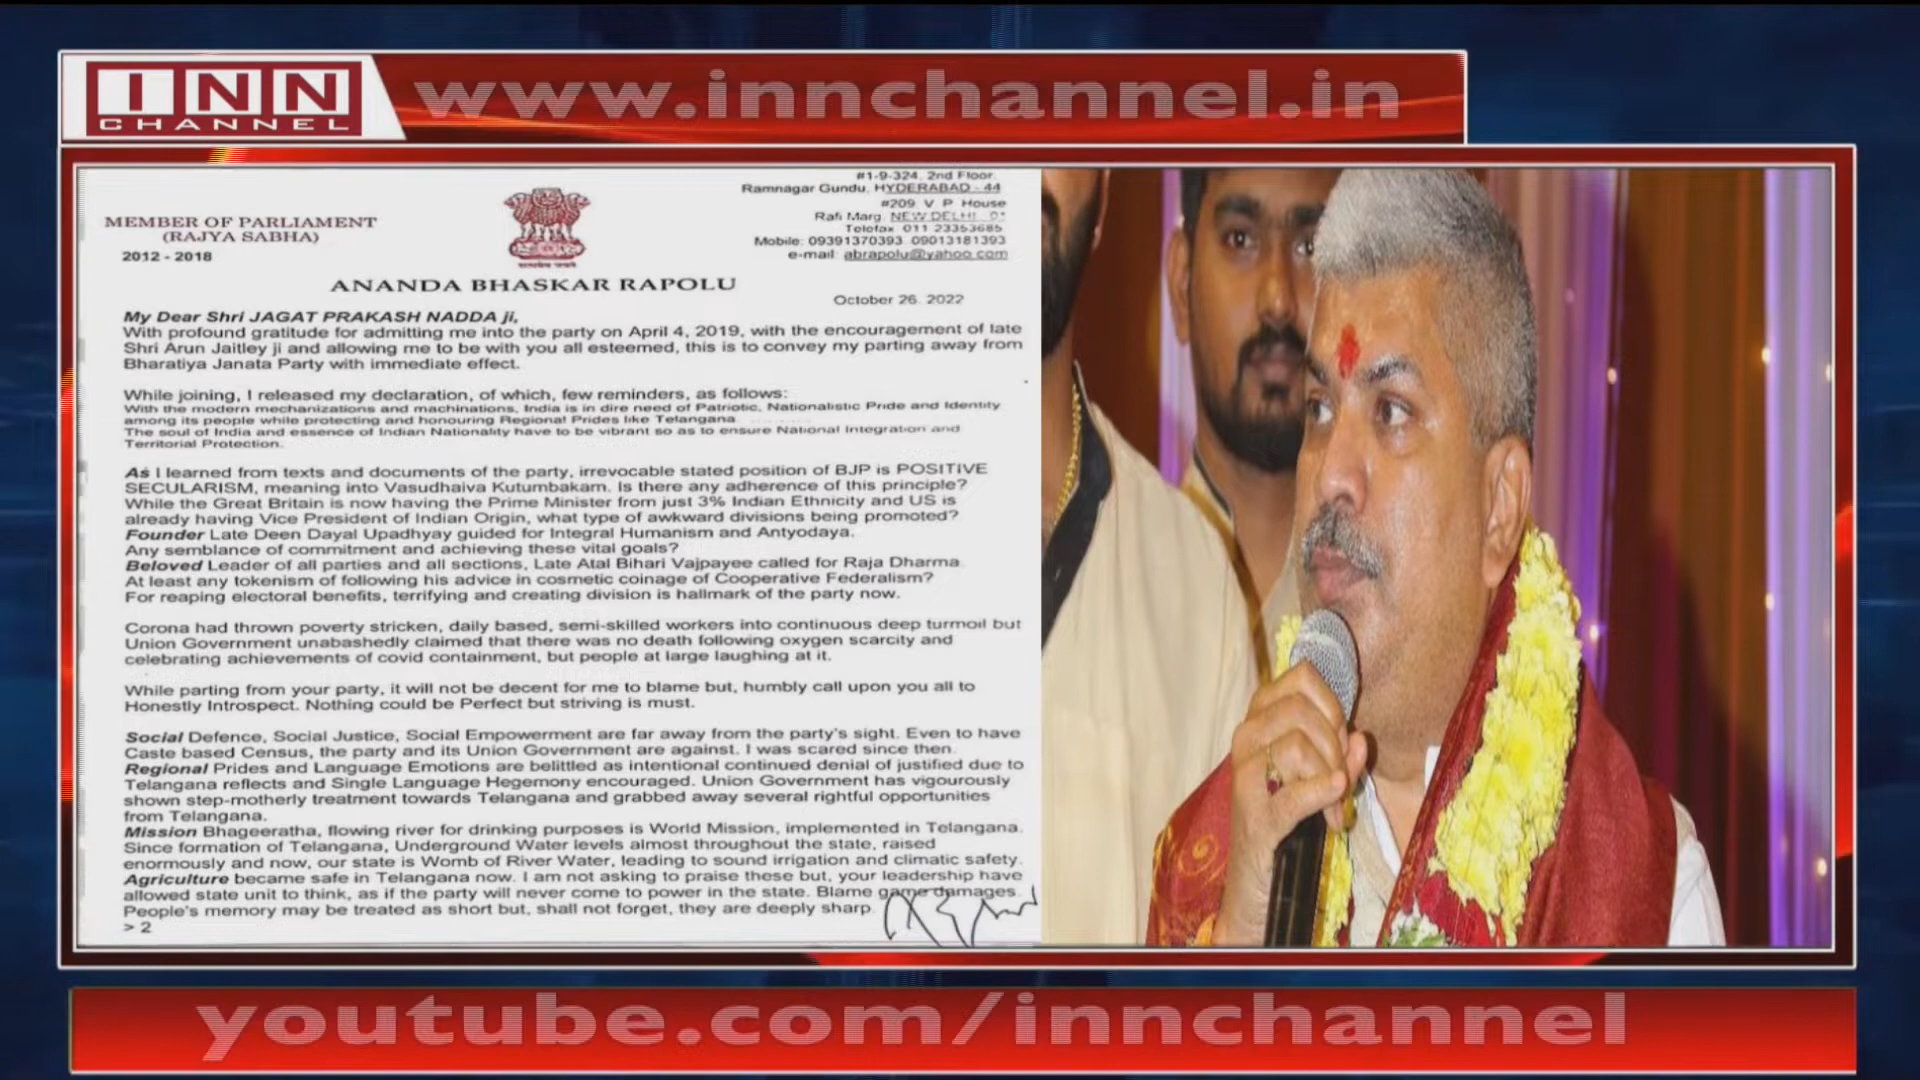 INN
CHANNEL
www.innchannel.in
#1-9-324, 2nd Floor,
Ramnagar Gundu, HYDERABAD - 44
#209, V P House
Rafi Marg, NEW DELHI
Telefax 011 23353685
Mobile: 09391370393, 09013181393
e-mail: abrapolu@yahoo.com
MEMBER OF PARLIAMENT
(RAJYA SABHA)
2012 - 2018
ANANDA BHASKAR RAPOLU
October 26, 2022
My Dear Shri JAGAT PRAKASH NADDA ji,
With profound gratitude for admitting me into the party on April 4, 2019, with the encouragement of late
Shri Arun Jaitley ji and allowing me to be with you all esteemed, this is to convey my parting away from
Bharatiya Janata Party with immediate effect.
While joining, I released my declaration, of which, few reminders, as follows:
With the modern mechanizations and machinations, India is in dire need of Patriotic, Nationalistic Pride and Identity
among its people while protecting and honouring Regional Prides like Telangana
The soul of India and essence of Indian Nationality have to be vibrant so as to ensure National Integration and
Territorial Protection.
As I learned from texts and documents of the party, irrevocable stated position of BJP is POSITIVE
SECULARISM, meaning into Vasudhaiva Kutumbakam. Is there any adherence of this principle?
While the Great Britain is now having the Prime Minister from just 3% Indian Ethnicity and US is
already having Vice President of Indian Origin, what type of awkward divisions being promoted?
Founder Late Deen Dayal Upadhyay guided for Integral Humanism and Antyodaya.
Any semblance of commitment and achieving these vital goals?
Beloved Leader of all parties and all sections, Late Atal Bihari Vajpayee called for Raja Dharma.
At least any tokenism of following his advice in cosmetic coinage of Cooperative Federalism?
For reaping electoral benefits, terrifying and creating division is hallmark of the party now.
Corona had thrown poverty stricken, daily based, semi-skilled workers into continuous deep turmoil but
Union Government unabashedly claimed that there was no death following oxygen scarcity and
celebrating achievements of covid containment, but people at large laughing at it.
While parting from your party, it will not be decent for me to blame but, humbly call upon you all to
Honestly Introspect. Nothing could be Perfect but striving is must.
Social Defence, Social Justice, Social Empowerment are far away from the party's sight. Even to have
Caste based Census, the party and its Union Government are against. I was scared since then.
Regional Prides and Language Emotions are belittled as intentional continued denial of justified due to
Telangana reflects and Single Language Hegemony encouraged. Union Government has vigourously
shown step-motherly treatment towards Telangana and grabbed away several rightful opportunities
from Telangana.
Mission Bhageeratha, flowing river for drinking purposes is World Mission, implemented in Telangana.
Since formation of Telangana, Underground Water levels almost throughout the state, raised
enormously and now, our state is Womb of River Water, leading to sound irrigation and climatic safety.
Agriculture became safe in Telangana now. I am not asking to praise these but, your leadership have
allowed state unit to think, as if the party will never come to power in the state. Blame game damages.
People's memory may be treated as short but, shall not forget, they are deeply sharp.
> 2
youtube.com/innchannel